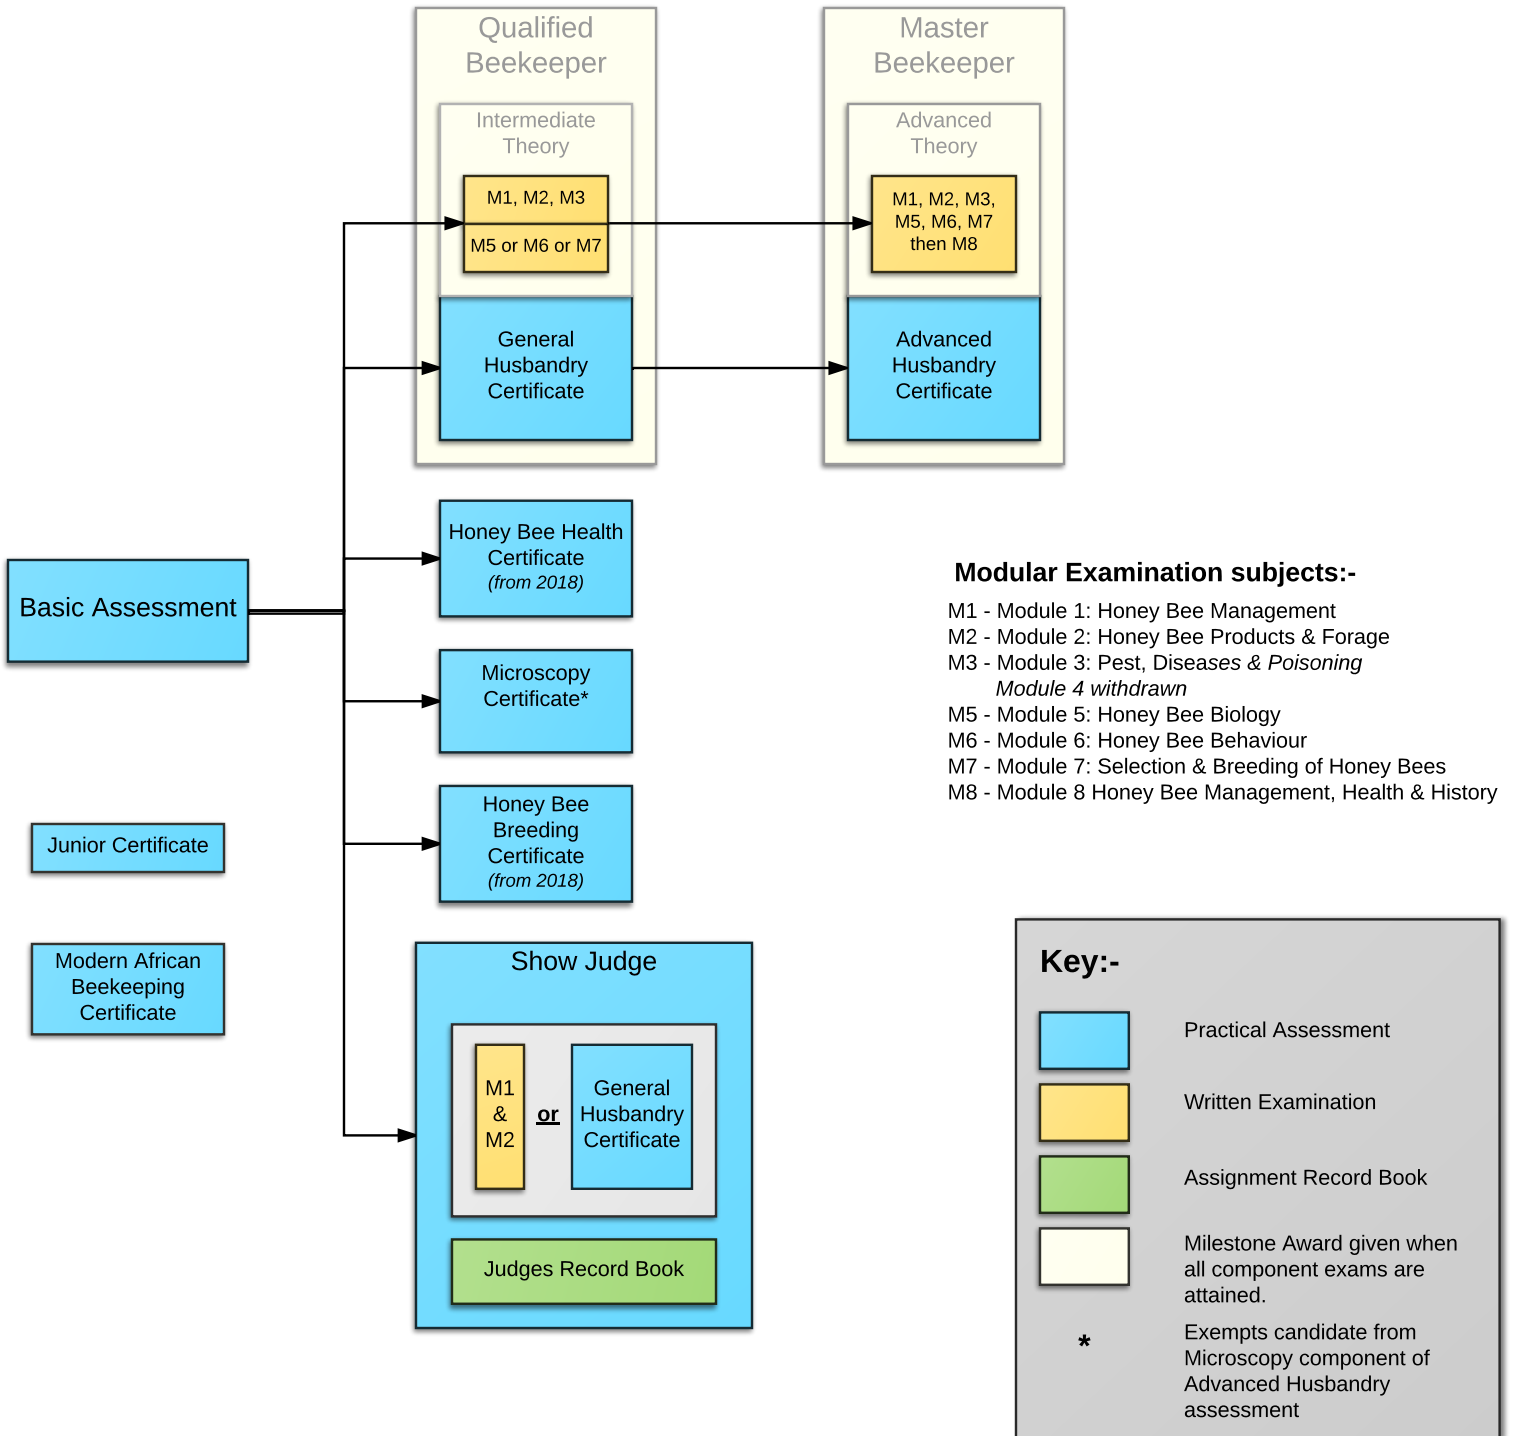 Qualified
Beekeeper
Intermediate
Theory
M1, M2, M3
M5 or M6 or M7
General
Husbandry
Certificate
Master
Beekeeper
Advanced
Theory
M1, M2, M3,
M5, M6, M7
then M8
Advanced
Husbandry
Certificate
Honey Bee Health
Certificate
(from 2018)
Basic Assessment
Microscopy
Certificate*
Honey Bee
Breeding
Certificate
(from 2018)
Junior Certificate
Modern African
Beekeeping
Certificate
Show Judge
M1
&
M2
or
General
Husbandry
Certificate
Judges Record Book
Modular Examination subjects:-
M1 - Module 1: Honey Bee Management
M2 - Module 2: Honey Bee Products & Forage
M3 - Module 3: Pest, Diseases & Poisoning
Module 4 withdrawn
M5 - Module 5: Honey Bee Biology
M6 - Module 6: Honey Bee Behaviour
M7 - Module 7: Selection & Breeding of Honey Bees
M8 - Module 8 Honey Bee Management, Health & History
Key:-
Practical Assessment
Written Examination
Assignment Record Book
Milestone Award given when
all component exams are
attained.
* Exempts candidate from
Microscopy component of
Advanced Husbandry
assessment